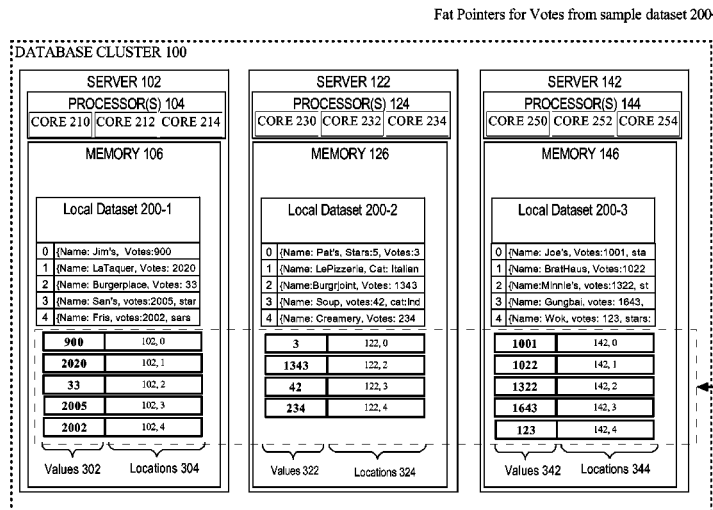 Fat Pointers for Votes from sample dataset 200
DATABASE CLUSTER 100
SERVER 102
PROCESSOR(S) 104
CORE 210 CORE 212 CORE 214
MEMORY 106
Local Dataset 200-1
0 {Name: Jim's, Votes:900
1 {Name: LaTaquer, Votes: 2020
2 {Name: Burgerplace, Votes: 33
3 {Name: San's, votes:2005, star
4 {Name: Fris, votes:2002, sars
900 102, 0
2020 102, 1
33 102, 2
2005 102, 3
2002 102, 4
Values 302 Locations 304
SERVER 122
PROCESSOR(S) 124
CORE 230 CORE 232 CORE 234
MEMORY 126
Local Dataset 200-2
0 {Name: Pat's, Stars:5, Votes:3
1 {Name: LePizzerie, Cat: Italian
2 {Name:Burgrjoint, Votes: 1343
3 {Name: Soup, votes:42, cat:Ind
4 {Name: Creamery, Votes: 234
3 122, 0
1343 122, 2
42 122, 3
234 122, 4
Values 322 Locations 324
SERVER 142
PROCESSOR(S) 144
CORE 250 CORE 252 CORE 254
MEMORY 146
Local Dataset 200-3
0 {Name: Joe's, Votes:1001, sta
1 {Name: BratHaus, Votes:1022
2 {Name:Minnie's, votes:1322, st
3 {Name: Gungbai, votes: 1643,
4 {Name: Wok, votes: 123, stars:
1001 142, 0
1022 142, 1
1322 142, 2
1643 142, 3
123 142, 4
Values 342 Locations 344